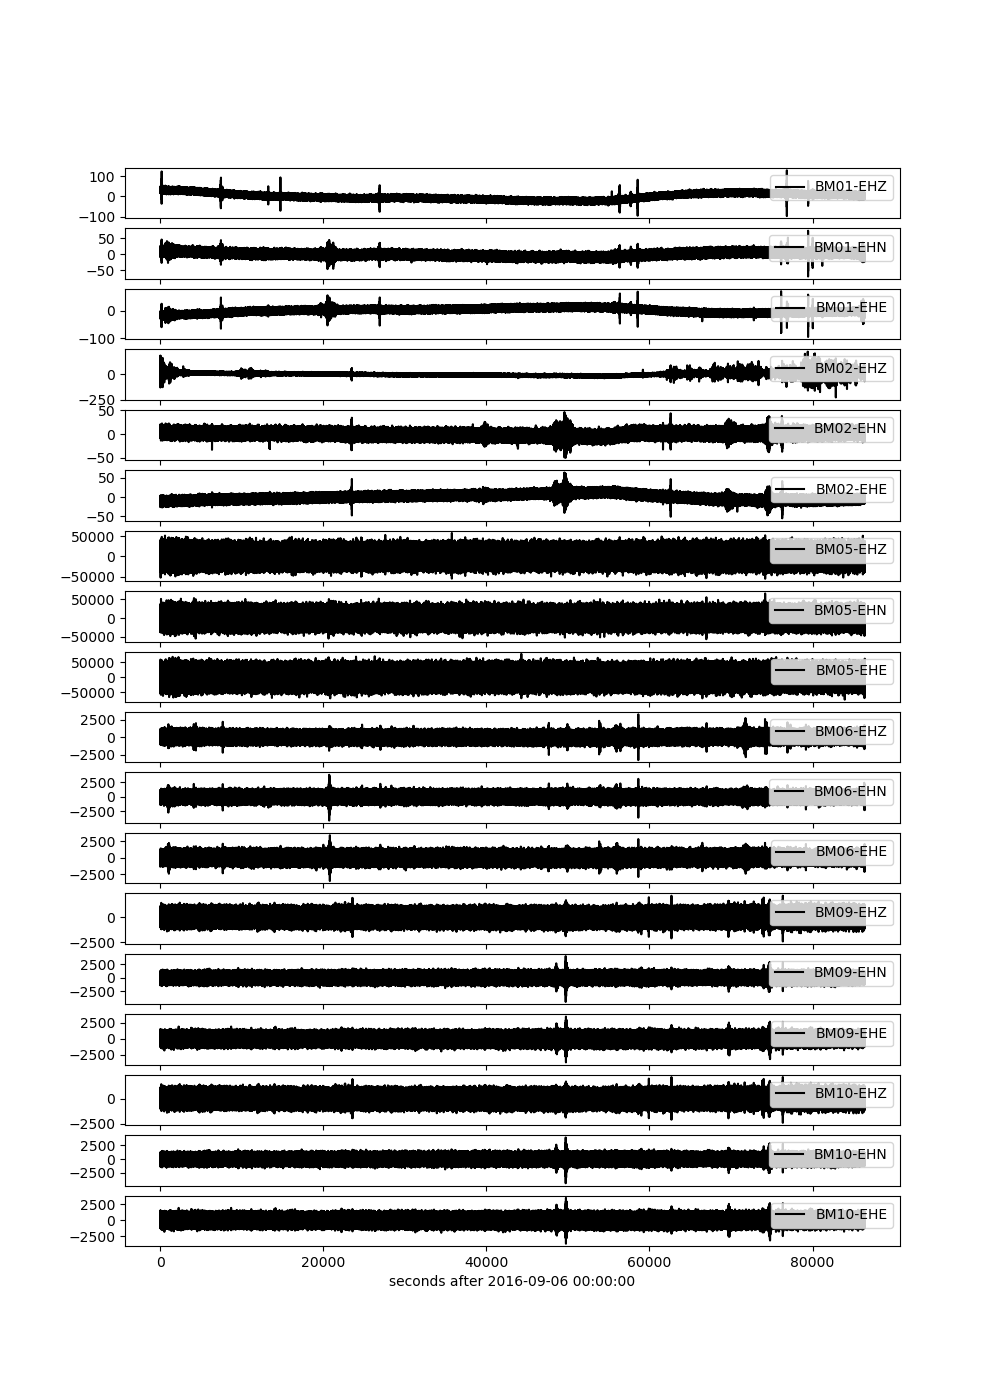 100
0
−100
BM01-EHZ
50
0
−50
BM01-EHN
0
−100
BM01-EHE
0
−250
BM02-EHZ
50
0
−50
BM02-EHN
50
0
−50
BM02-EHE
50000
0
−50000
BM05-EHZ
50000
0
−50000
BM05-EHN
50000
0
−50000
BM05-EHE
2500
0
−2500
BM06-EHZ
2500
0
−2500
BM06-EHN
2500
0
−2500
BM06-EHE
0
−2500
BM09-EHZ
2500
0
−2500
BM09-EHN
2500
0
−2500
BM09-EHE
0
−2500
BM10-EHZ
2500
0
−2500
BM10-EHN
2500
0
−2500
BM10-EHE
0 20000 40000 60000 80000
seconds after 2016-09-06 00:00:00